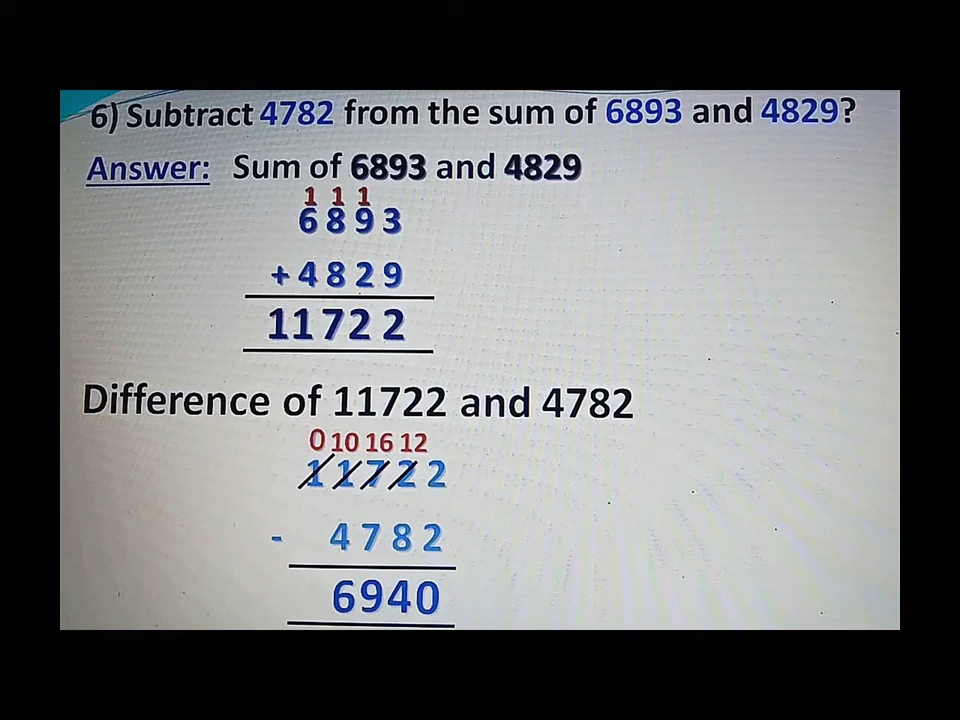 6) Subtract 4782 from the sum of 6893 and 4829?
Answer: Sum of 6893 and 4829
1 1 1
6 8 9 3
+ 4 8 2 9
11 7 2 2
Difference of 11722 and 4782
0 10 16 12
1 1 7 2 2
- 4 7 8 2
6940